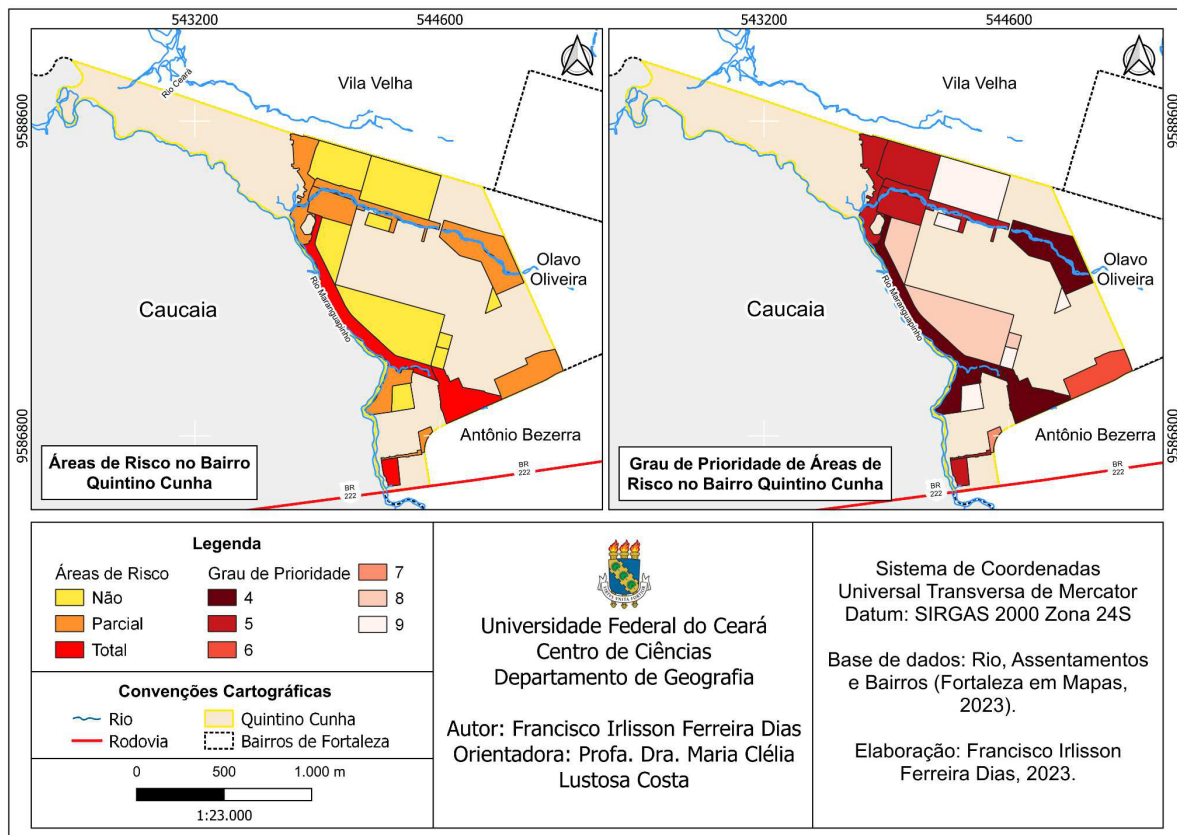 543200
544600
543200
544600
9588600
9586800
9588600
9586800
Rio Ceará
Vila Velha
Olavo
Oliveira
Caucaia
Rio Maranguapinho
Antônio Bezerra
BR
222
BR
222
Áreas de Risco no Bairro
Quintino Cunha
Vila Velha
Olavo
Oliveira
Caucaia
Antônio Bezerra
BR
222
BR
222
Grau de Prioridade de Áreas de
Risco no Bairro Quintino Cunha
Legenda
Áreas de Risco
Não
Parcial
Total
Grau de Prioridade
4
5
6
7
8
9
Convenções Cartográficas
Rio
Rodovia
Quintino Cunha
Bairros de Fortaleza
0 500 1.000 m
1:23.000
Universidade Federal do Ceará
Centro de Ciências
Departamento de Geografia
Autor: Francisco Irlisson Ferreira Dias
Orientadora: Profa. Dra. Maria Clélia
Lustosa Costa
Sistema de Coordenadas
Universal Transversa de Mercator
Datum: SIRGAS 2000 Zona 24S
Base de dados: Rio, Assentamentos
e Bairros (Fortaleza em Mapas,
2023).
Elaboração: Francisco Irlisson
Ferreira Dias, 2023.